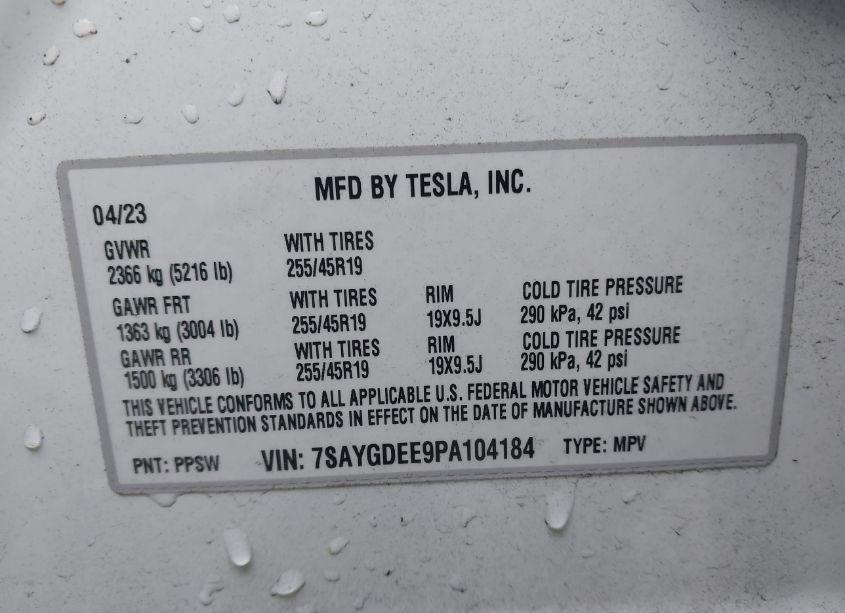 MFD BY TESLA, INC.
04/23
GVWR WITH TIRES
2366 kg (5216 lb) 255/45R19
GAWR FRT WITH TIRES RIM COLD TIRE PRESSURE
1363 kg (3004 lb) 255/45R19 19X9.5J 290 kPa, 42 psi
GAWR RR WITH TIRES RIM COLD TIRE PRESSURE
1500 kg (3306 lb) 255/45R19 19X9.5J 290 kPa, 42 psi
THIS VEHICLE CONFORMS TO ALL APPLICABLE U.S. FEDERAL MOTOR VEHICLE SAFETY AND
THEFT PREVENTION STANDARDS IN EFFECT ON THE DATE OF MANUFACTURE SHOWN ABOVE.
PNT: PPSW VIN: 7SAYGDEE9PA104184 TYPE: MPV